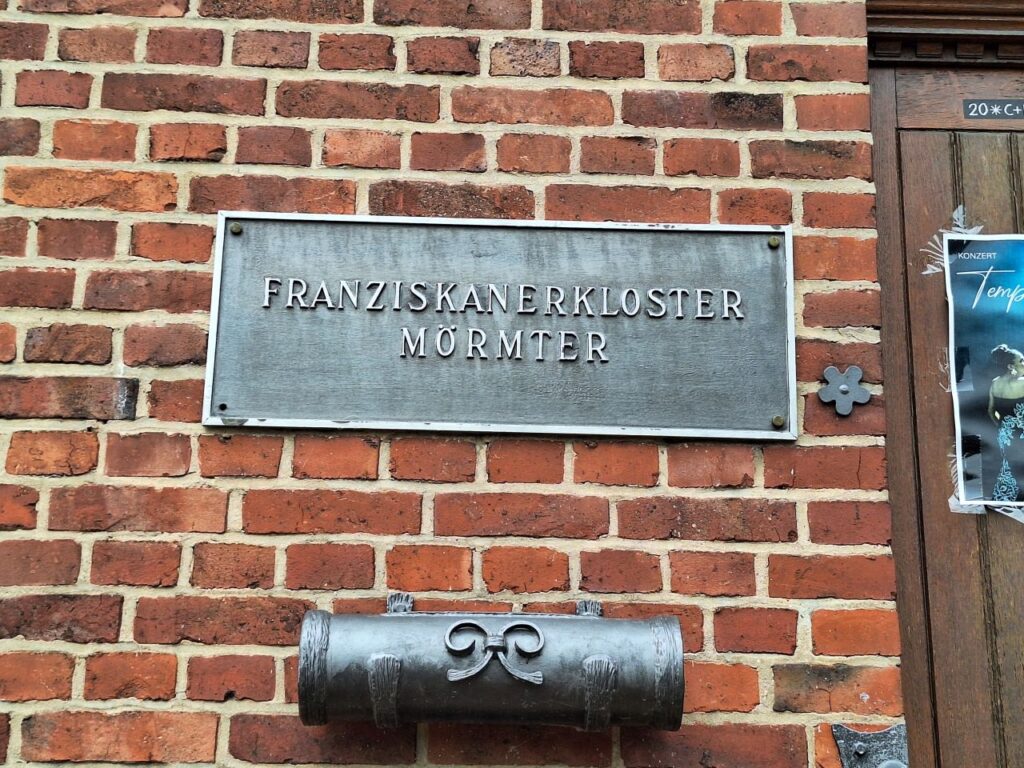 FRANZISKANERKLOSTER
MÖRMTER
20*C+
KONZERT